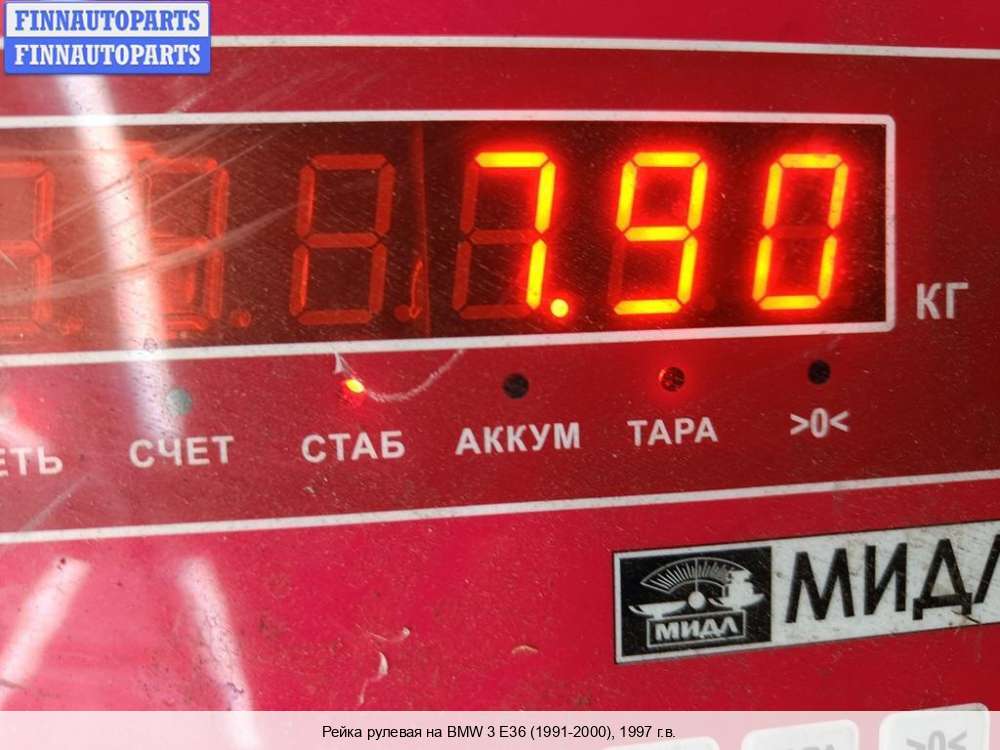 FINNAUTOPARTS
FINNAUTOPARTS
7.90
КГ
СЧЕТ СТАБ АККУМ ТАРА >0<
МИДЛ
Рейка рулевая на BMW 3 E36 (1991-2000), 1997 г.в.